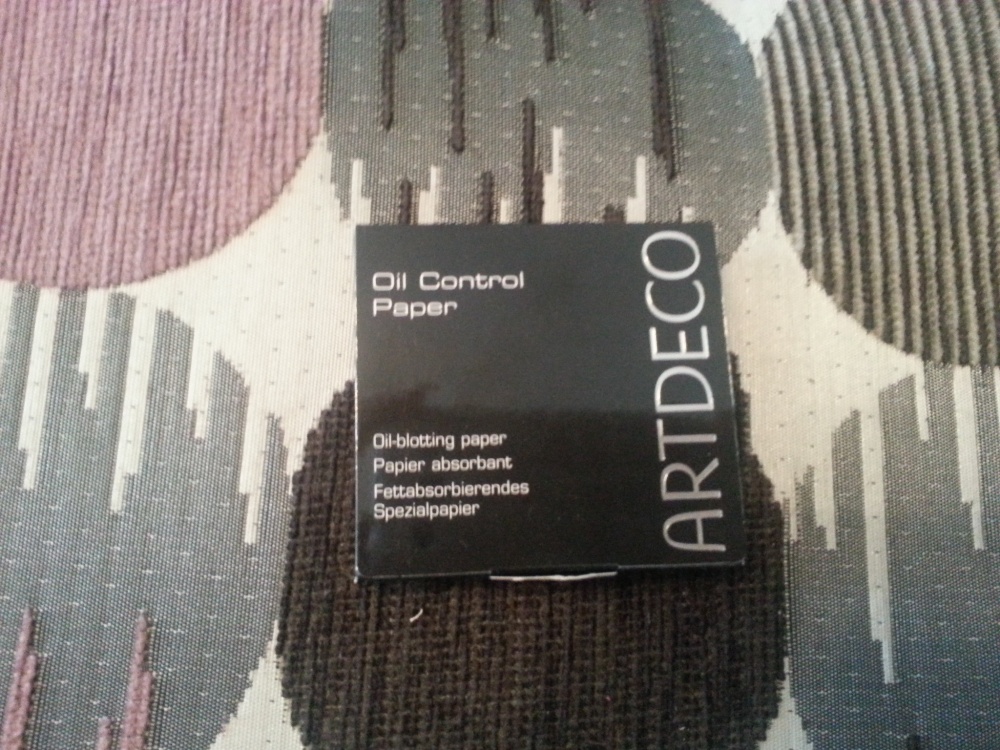 Oil Control
Paper
ARTDECO
Oil-blotting paper
Papier absorbant
Fettabsorbierendes
Spezialpapier